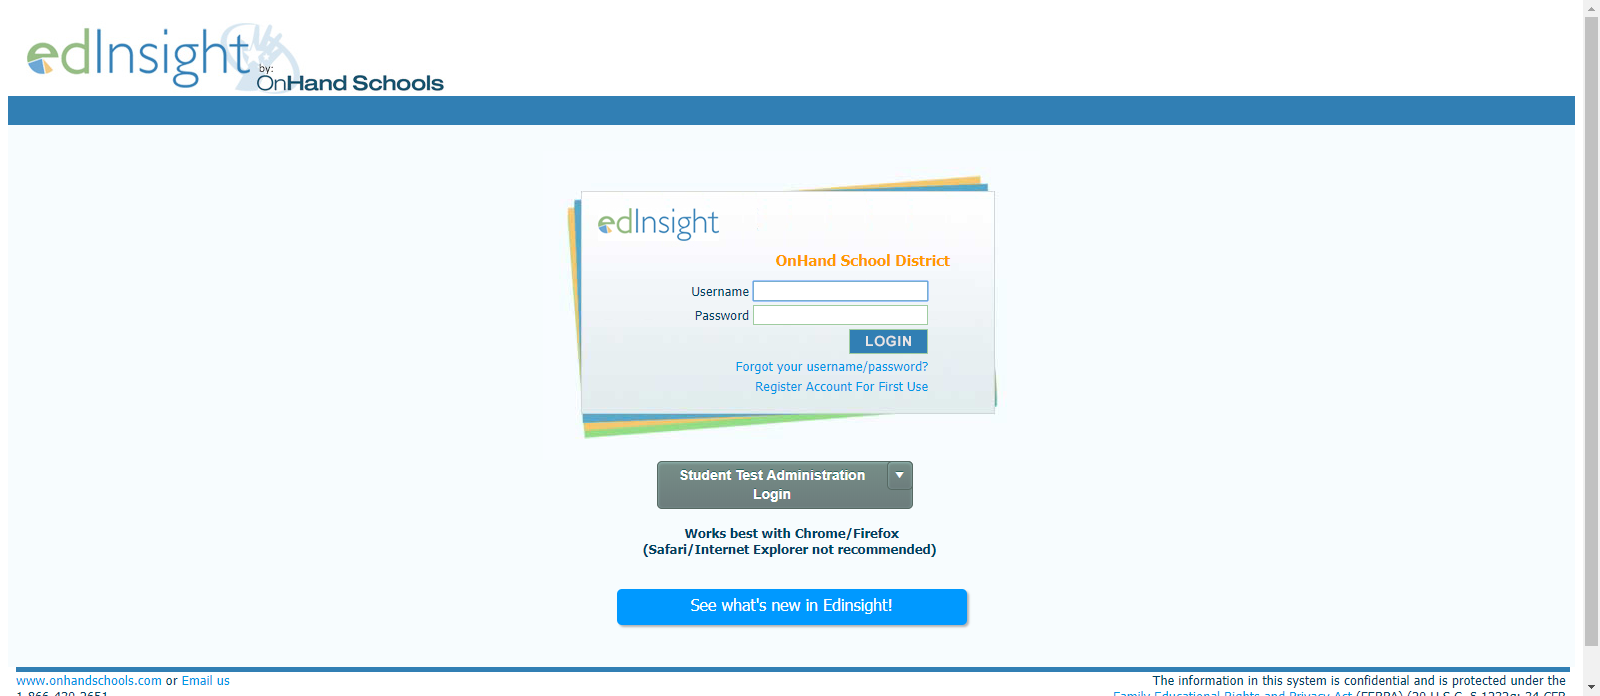 edInsight
by:
OnHand Schools
edInsight
OnHand School District
Username
Password
LOGIN
Forgot your username/password?
Register Account For First Use
Student Test Administration
Login
Works best with Chrome/Firefox
(Safari/Internet Explorer not recommended)
See what's new in Edinsight!
www.onhandschools.com or Email us
The information in this system is confidential and is protected under the
1-866-430-2651
Family Educational Rights and Privacy Act (FERPA) (20 U.S.C. § 1232g; 34 CFR